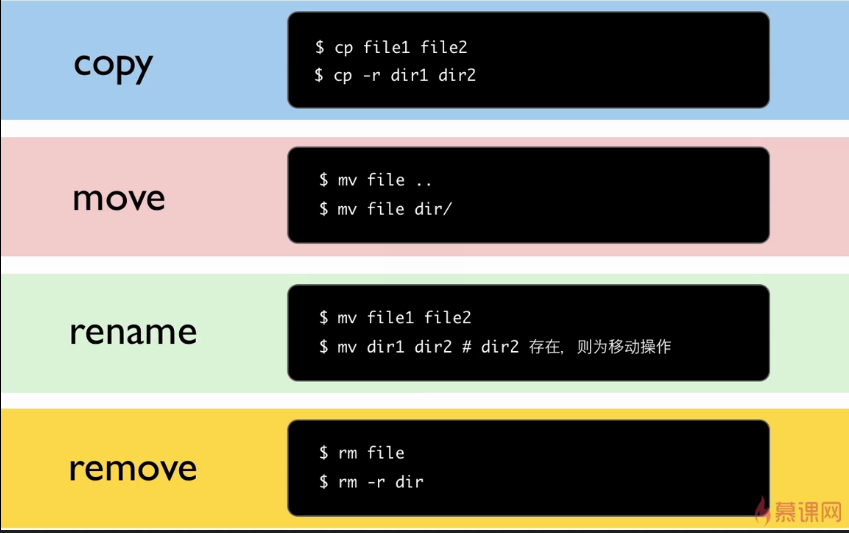 copy
$ cp file1 file2
$ cp -r dir1 dir2
move
$ mv file ..
$ mv file dir/
rename
$ mv file1 file2
$ mv dir1 dir2 # dir2 存在, 则为移动操作
remove
$ rm file
$ rm -r dir
慕课网